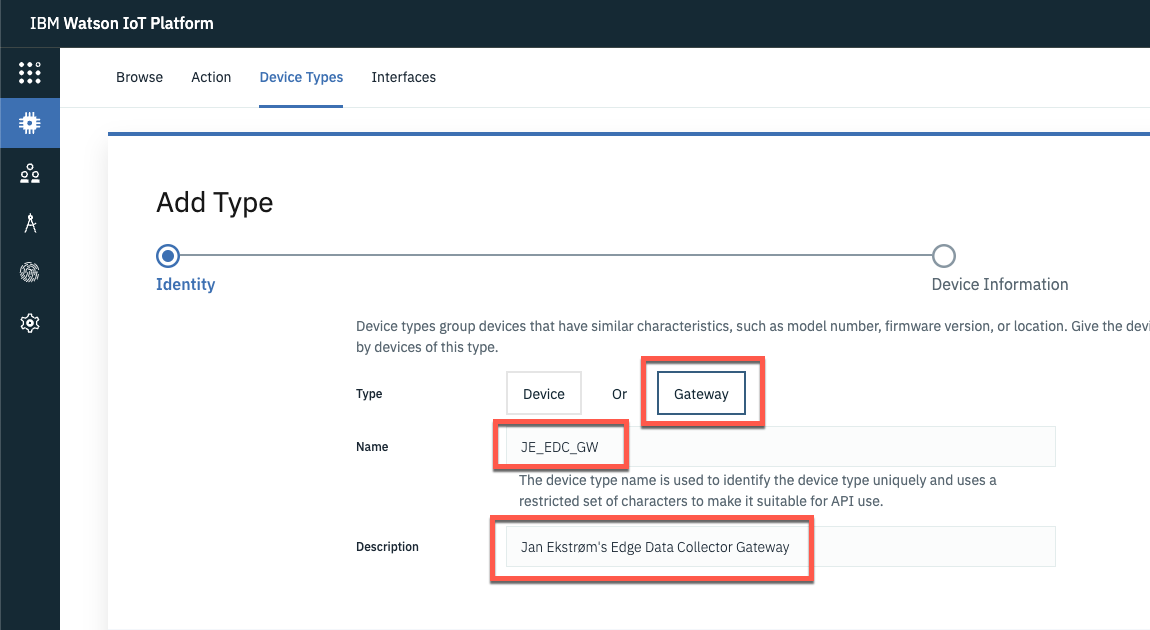 IBM Watson IoT Platform
Browse Action Device Types Interfaces
Add Type
Identity Device Information
Device types group devices that have similar characteristics, such as model number, firmware version, or location. Give the
by devices of this type.
Type Device Or Gateway
Name JE_EDC_GW
The device type name is used to identify the device type uniquely and uses a
restricted set of characters to make it suitable for API use.
Description Jan Ekstrøm's Edge Data Collector Gateway